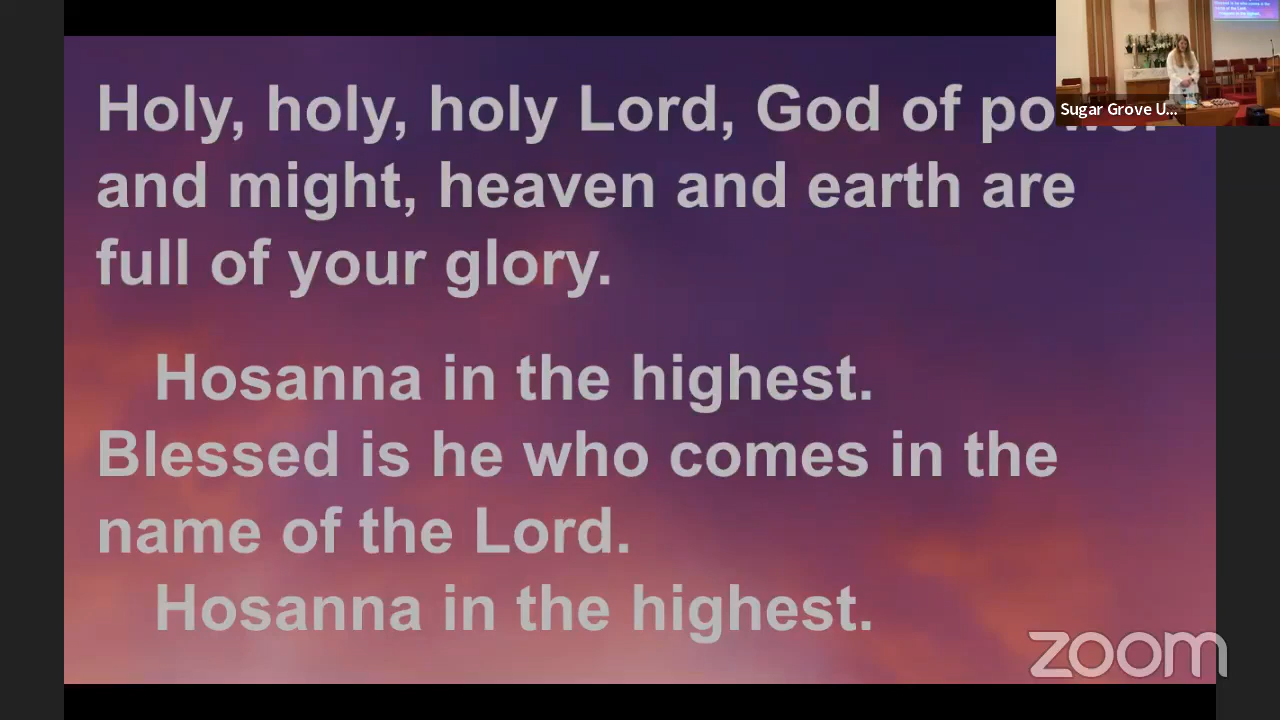 Holy, holy, holy Lord, God of power
and might, heaven and earth are
full of your glory.
Hosanna in the highest.
Blessed is he who comes in the
name of the Lord.
Hosanna in the highest.
Sugar Grove U...
zoom